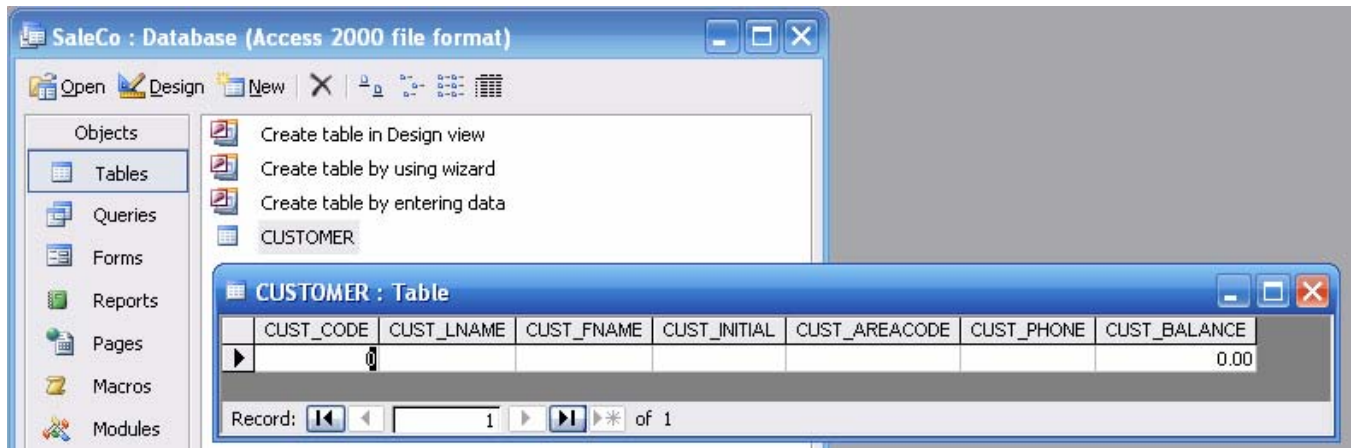 SaleCo : Database (Access 2000 file format)
Open Design New
Objects
Tables
Queries
Forms
Reports
Pages
Macros
Modules
Create table in Design view
Create table by using wizard
Create table by entering data
CUSTOMER
CUSTOMER : Table
CUST_CODE CUST_LNAME CUST_FNAME CUST_INITIAL CUST_AREACODE CUST_PHONE CUST_BALANCE
0 0.00
Record: 1 of 1